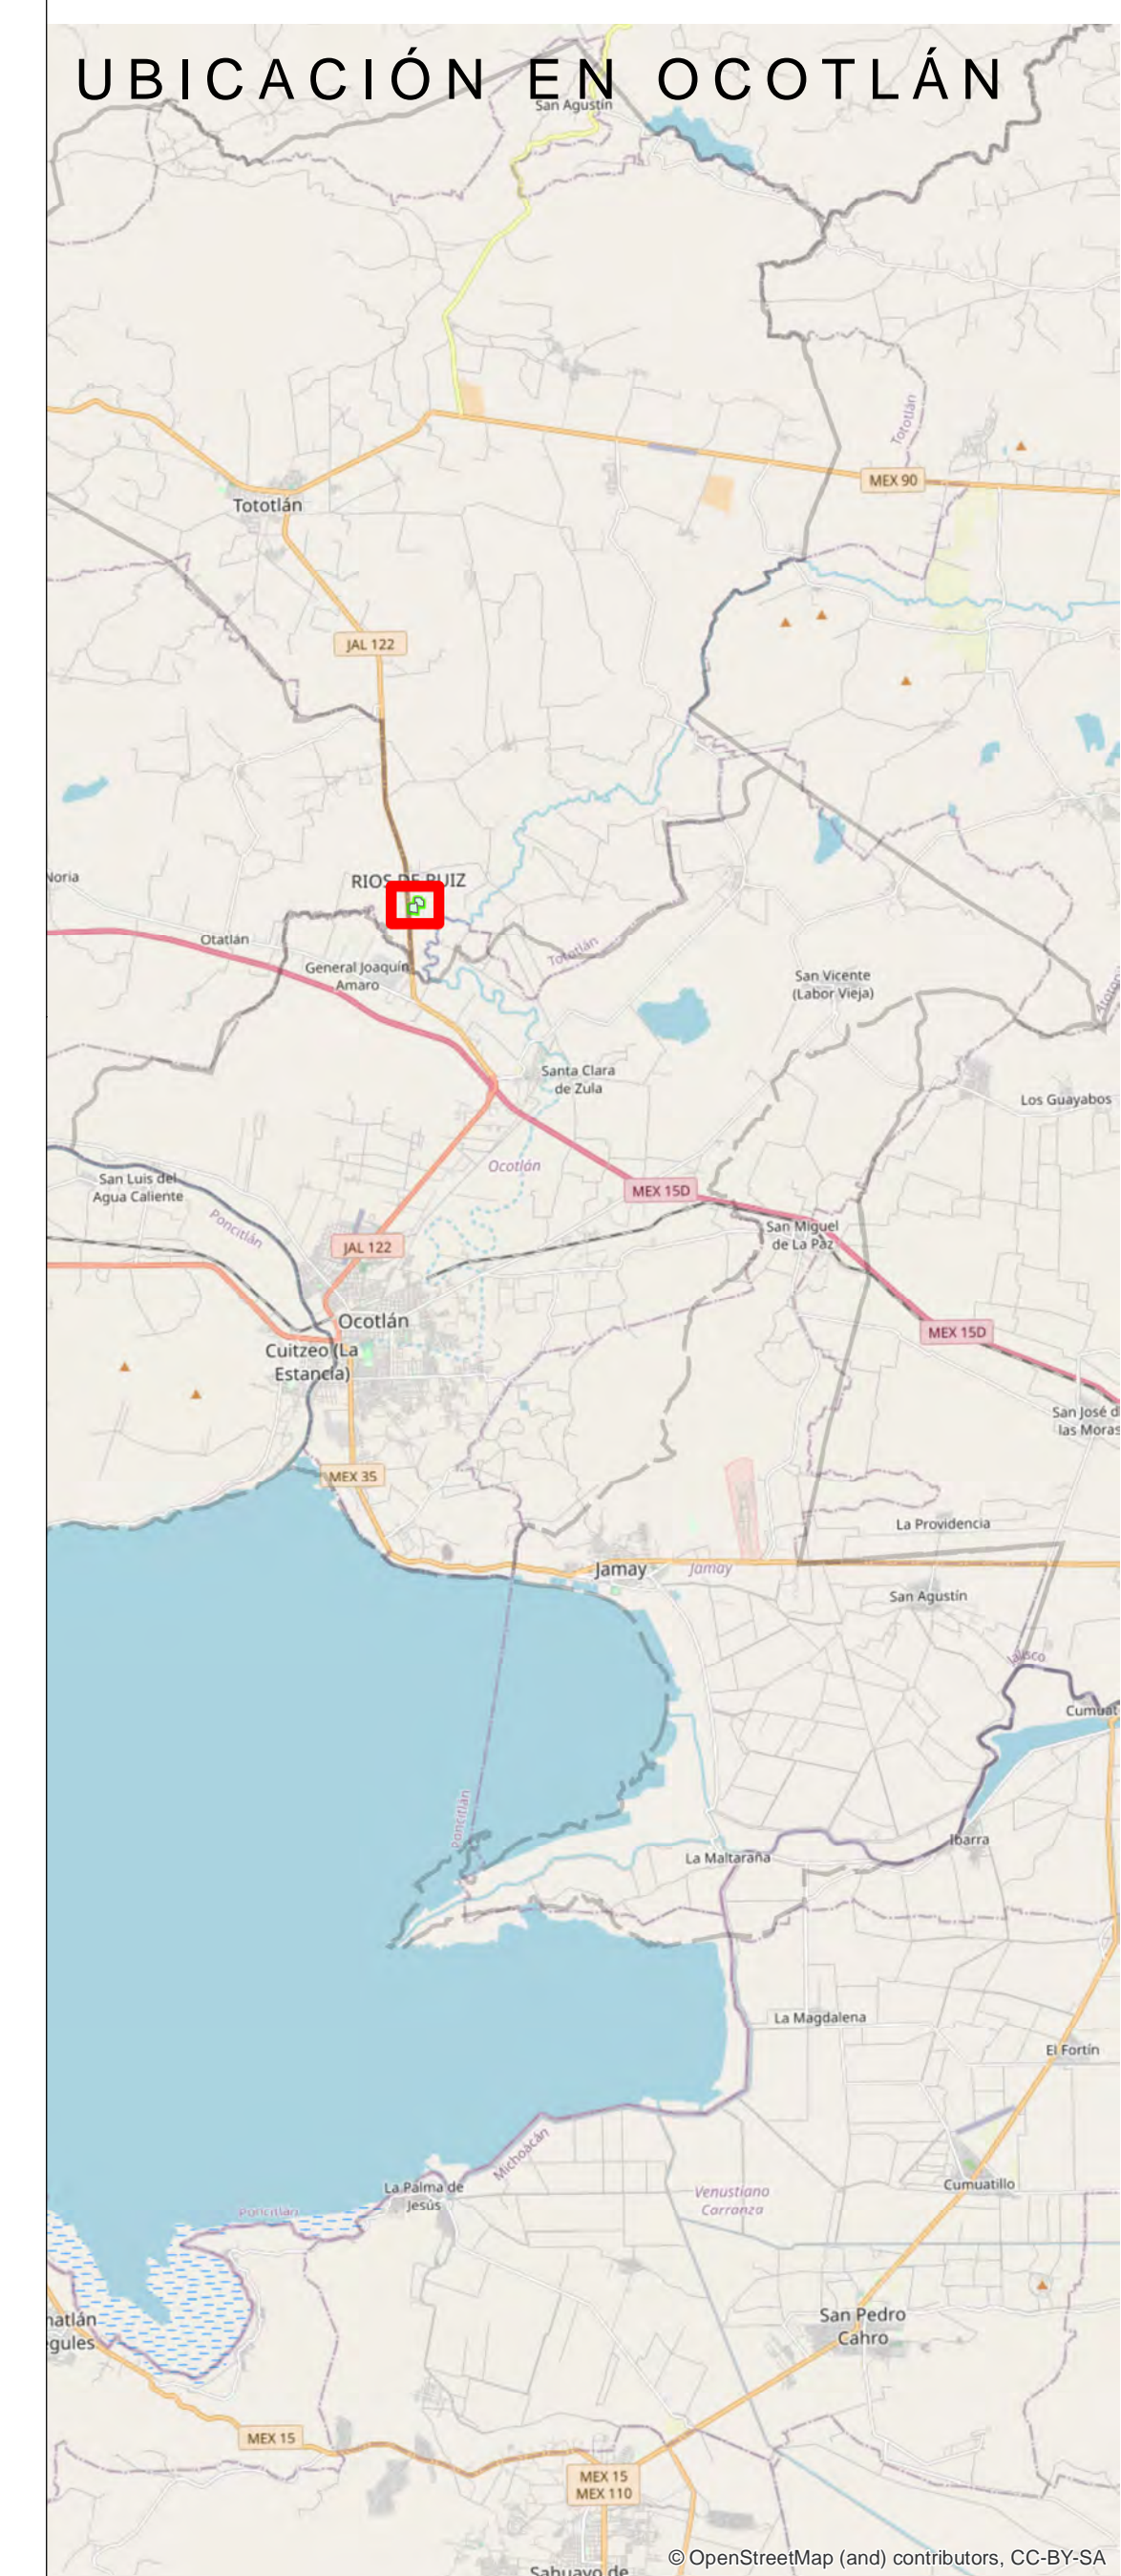 UBICACIÓN EN OCOTLÁN
San Agustín
Tototlán
MEX 90
Tototlán
JAL 122
RIOS DE RUIZ
Noria
Otatlán
General Joaquín
Amaro
Tototlán
San Vicente
(Labor Vieja)
Santa Clara
de Zula
Los Guayabos
Ocotlán
San Luis del
Agua Caliente
MEX 15D
Poncitlán
San Miguel
de La Paz
JAL 122
Ocotlán
MEX 15D
Cuitzeo (La
Estancia)
San José d
las Moras
MEX 35
La Providencia
Jamay
Jamay
San Agustín
Jalisco
Cumuat
Poncitlán
Ibarra
La Maltaraña
La Magdalena
El Fortín
Michoacán
La Palma de
Jesús
Cumuatillo
Venustiano
Carranza
Poncitlán
San Pedro
Cahro
natlán
gules
MEX 15
MEX 15
MEX 110
Sahuayo de
© OpenStreetMap (and) contributors, CC-BY-SA